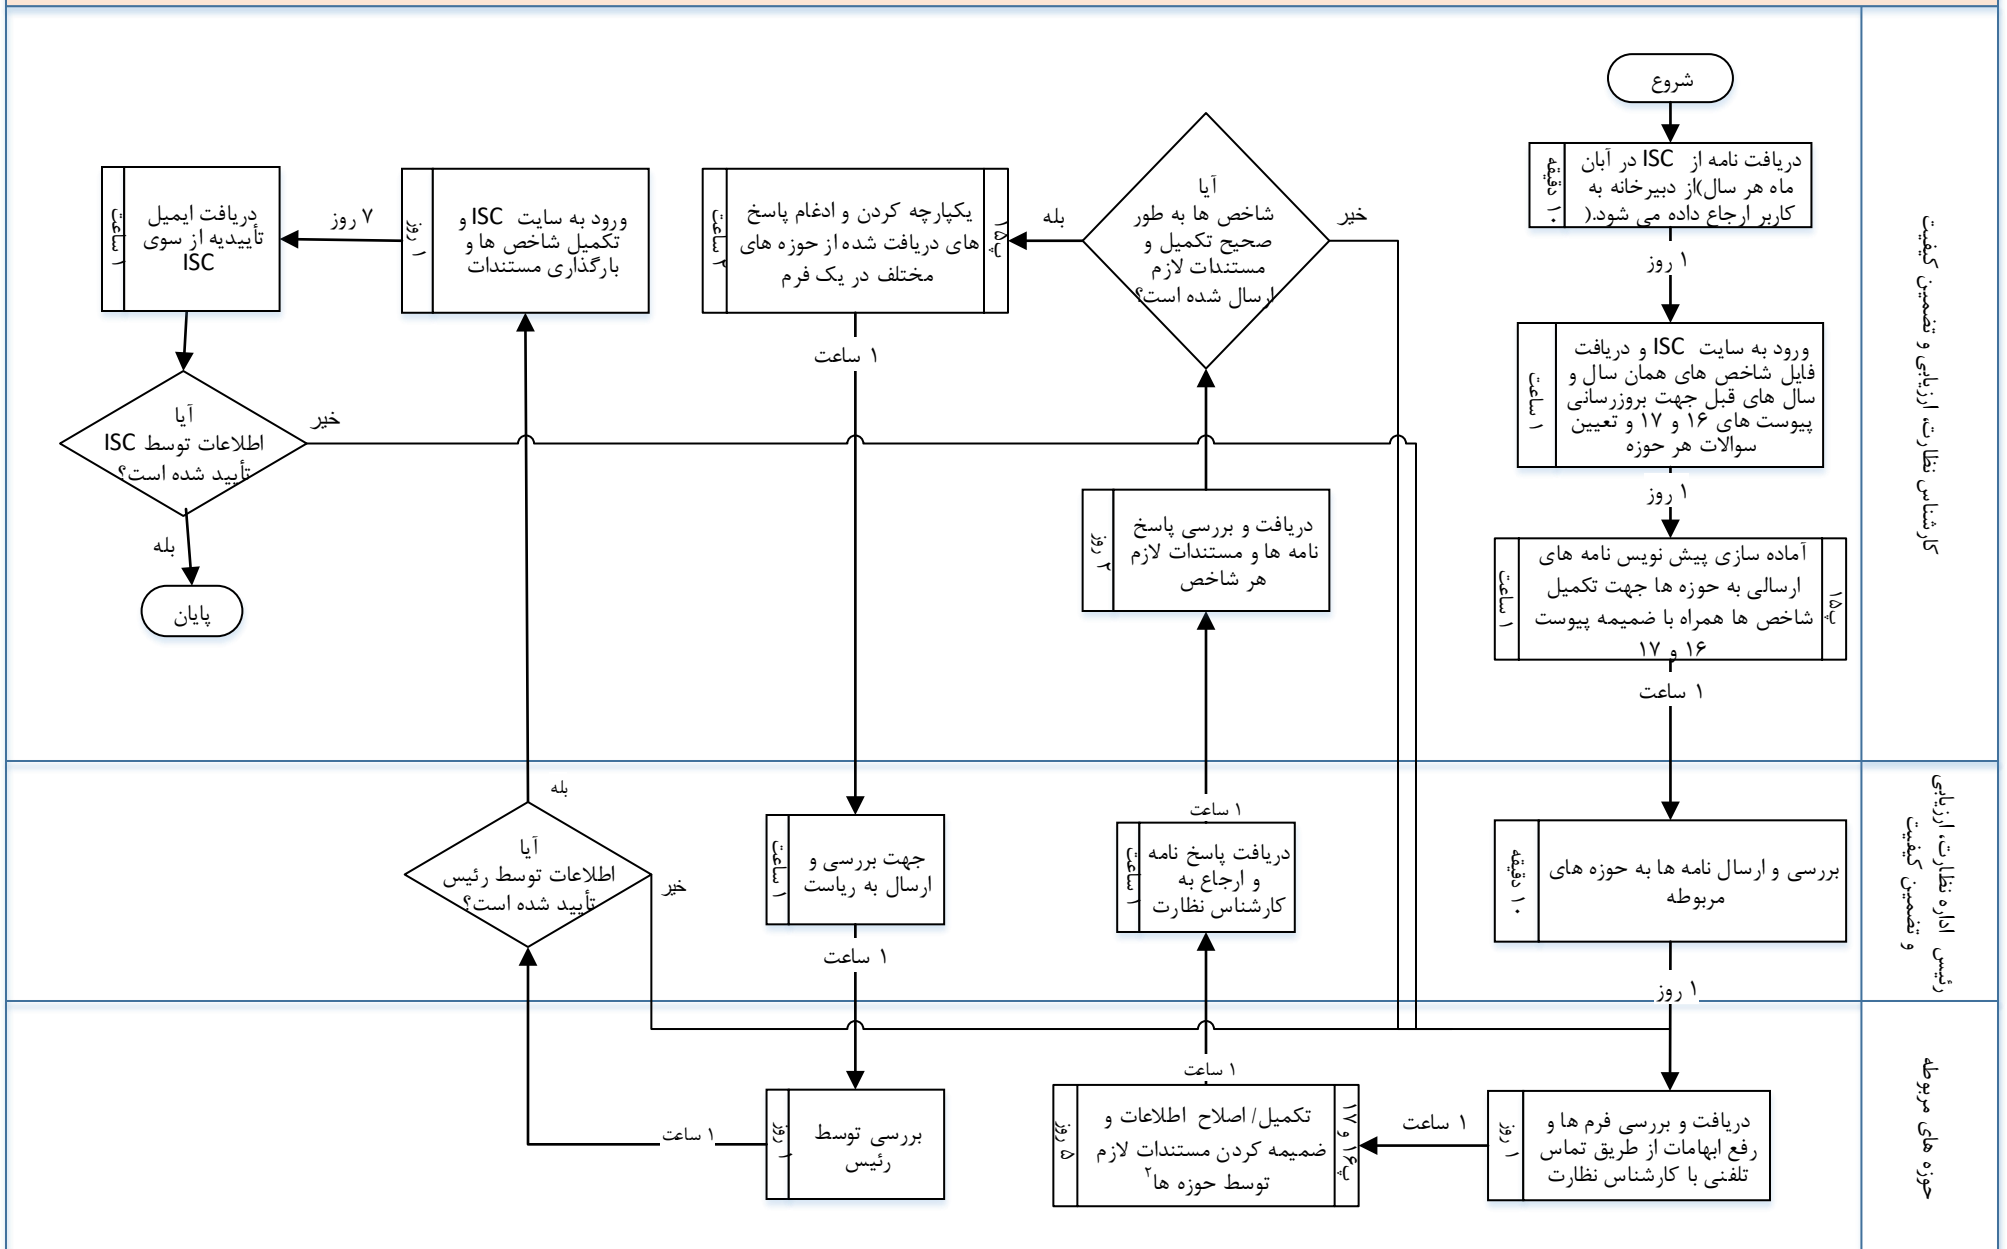 کارشناس نظارت، ارزیابی و تضمین کیفیت
شروع
دریافت نامه از ISC در آبان
ماه هر سال)از دبیرخانه به
کاربر ارجاع داده می شود.(
۱۰ دقیقه
۱ روز
ورود به سایت ISC و دریافت
فایل شاخص های همان سال و
سال های قبل جهت بروزرسانی
پیوست های ۱۶ و ۱۷ و تعیین
سوالات هر حوزه
۱ ساعت
۱ روز
پ۱۵
آماده سازی پیش نویس نامه های
ارسالی به حوزه ها جهت تکمیل
شاخص ها همراه با ضمیمه پیوست
۱۶ و ۱۷
۱ ساعت
۱ ساعت
خیر
آیا
شاخص ها به طور
صحیح تکمیل و
مستندات لازم
ارسال شده است؟
بله
دریافت و بررسی پاسخ
نامه ها و مستندات لازم
هر شاخص
۲ روز
پ۱۵
یکپارچه کردن و ادغام پاسخ
های دریافت شده از حوزه های
مختلف در یک فرم
۲ ساعت
۱ ساعت
ورود به سایت ISC و
تکمیل شاخص ها و
بارگذاری مستندات
۱ روز
۷ روز
دریافت ایمیل
تأییدیه از سوی
ISC
۱ ساعت
آیا
اطلاعات توسط ISC
تأیید شده است؟
خیر
بله
پایان
رئیس اداره نظارت، ارزیابی
و تضمین کیفیت
بررسی و ارسال نامه ها به حوزه های
مربوطه
۱۰ دقیقه
۱ روز
۱ ساعت
دریافت پاسخ نامه
و ارجاع به
کارشناس نظارت
۱ ساعت
جهت بررسی و
ارسال به ریاست
۱ ساعت
۱ ساعت
بله
آیا
اطلاعات توسط رئیس
تأیید شده است؟
خیر
حوزه های مربوطه
دریافت و بررسی فرم ها و
رفع ابهامات از طریق تماس
تلفنی با کارشناس نظارت
۱ روز
۱ ساعت
۱ ساعت
پ۱۶ و ۱۷
تکمیل/ اصلاح اطلاعات و
ضمیمه کردن مستندات لازم
توسط حوزه ها۲
۵ روز
بررسی توسط
رئیس
۱ روز
۱ ساعت